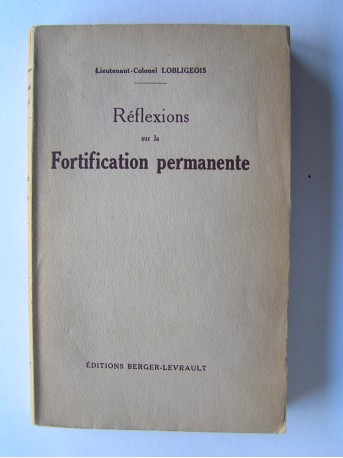 Lieutenant-Colonel LOBLIGEOIS
Réflexions
sur la
Fortification permanente
ÉDITIONS BERGER-LEVRAULT